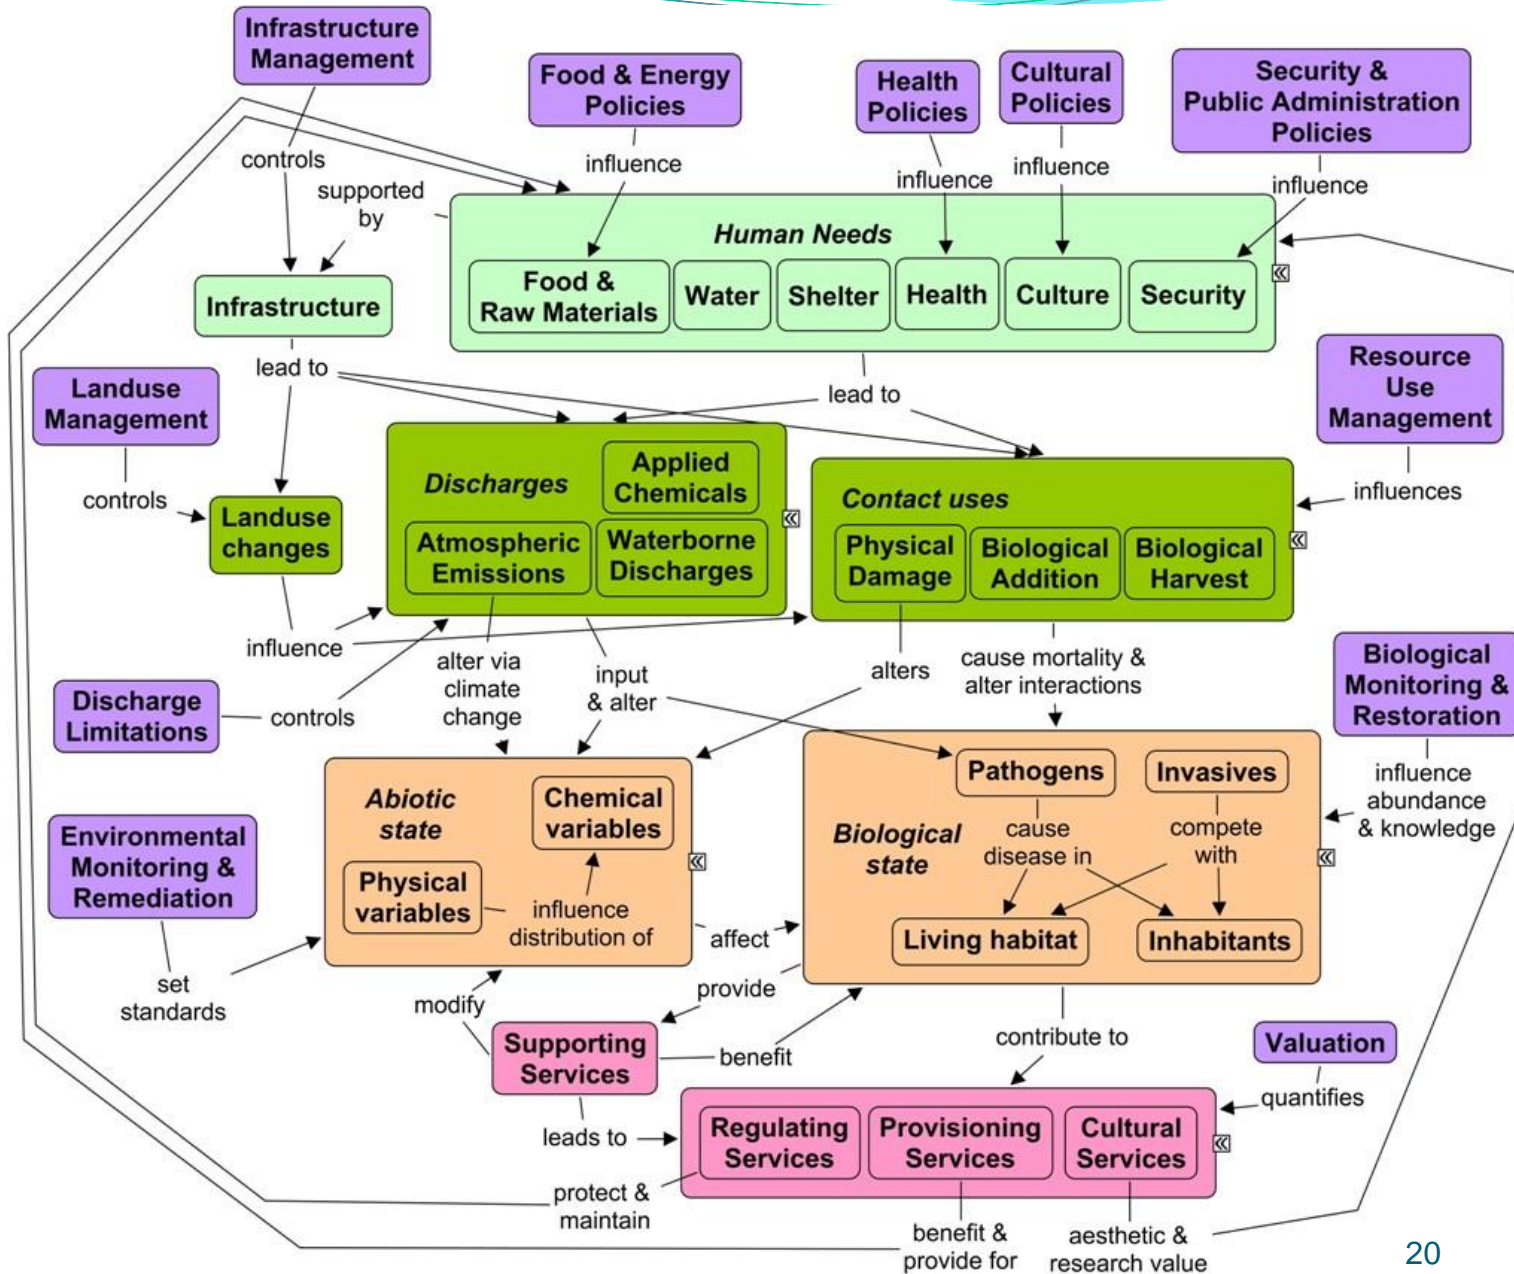 Infrastructure
Management
Food & Energy
Policies
Health
Policies
Cultural
Policies
Security &
Public Administration
Policies
controls
supported
by
influence
influence
influence
influence
Human Needs
Food &
Raw Materials
Water
Shelter
Health
Culture
Security
Infrastructure
lead to
lead to
Landuse
Management
Resource
Use
Management
controls
influences
Landuse
changes
Discharges
Applied
Chemicals
Atmospheric
Emissions
Waterborne
Discharges
Contact uses
Physical
Damage
Biological
Addition
Biological
Harvest
influence
Discharge
Limitations
controls
alter via
climate
change
input
& alter
alters
cause mortality &
alter interactions
Biological
Monitoring &
Restoration
influence
abundance
& knowledge
Environmental
Monitoring &
Remediation
set
standards
Abiotic
state
Chemical
variables
Physical
variables
influence
distribution of
affect
Biological
state
Pathogens
Invasives
cause
disease in
compete
with
Living habitat
Inhabitants
modify
provide
Supporting
Services
benefit
contribute to
Valuation
quantifies
leads to
Regulating
Services
Provisioning
Services
Cultural
Services
protect &
maintain
benefit &
provide for
aesthetic &
research value
20